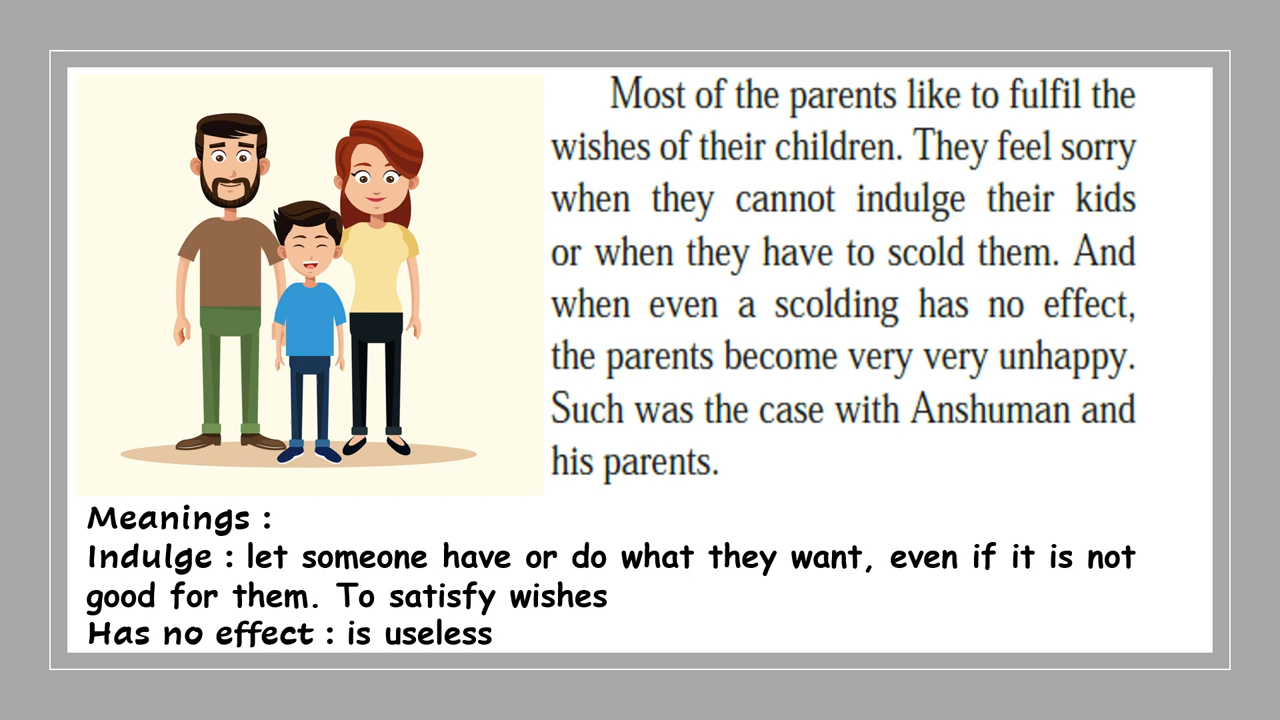 Most of the parents like to fulfil the
wishes of their children. They feel sorry
when they cannot indulge their kids
or when they have to scold them. And
when even a scolding has no effect,
the parents become very very unhappy.
Such was the case with Anshuman and
his parents.
Meanings :
Indulge : let someone have or do what they want, even if it is not
good for them. To satisfy wishes
Has no effect : is useless